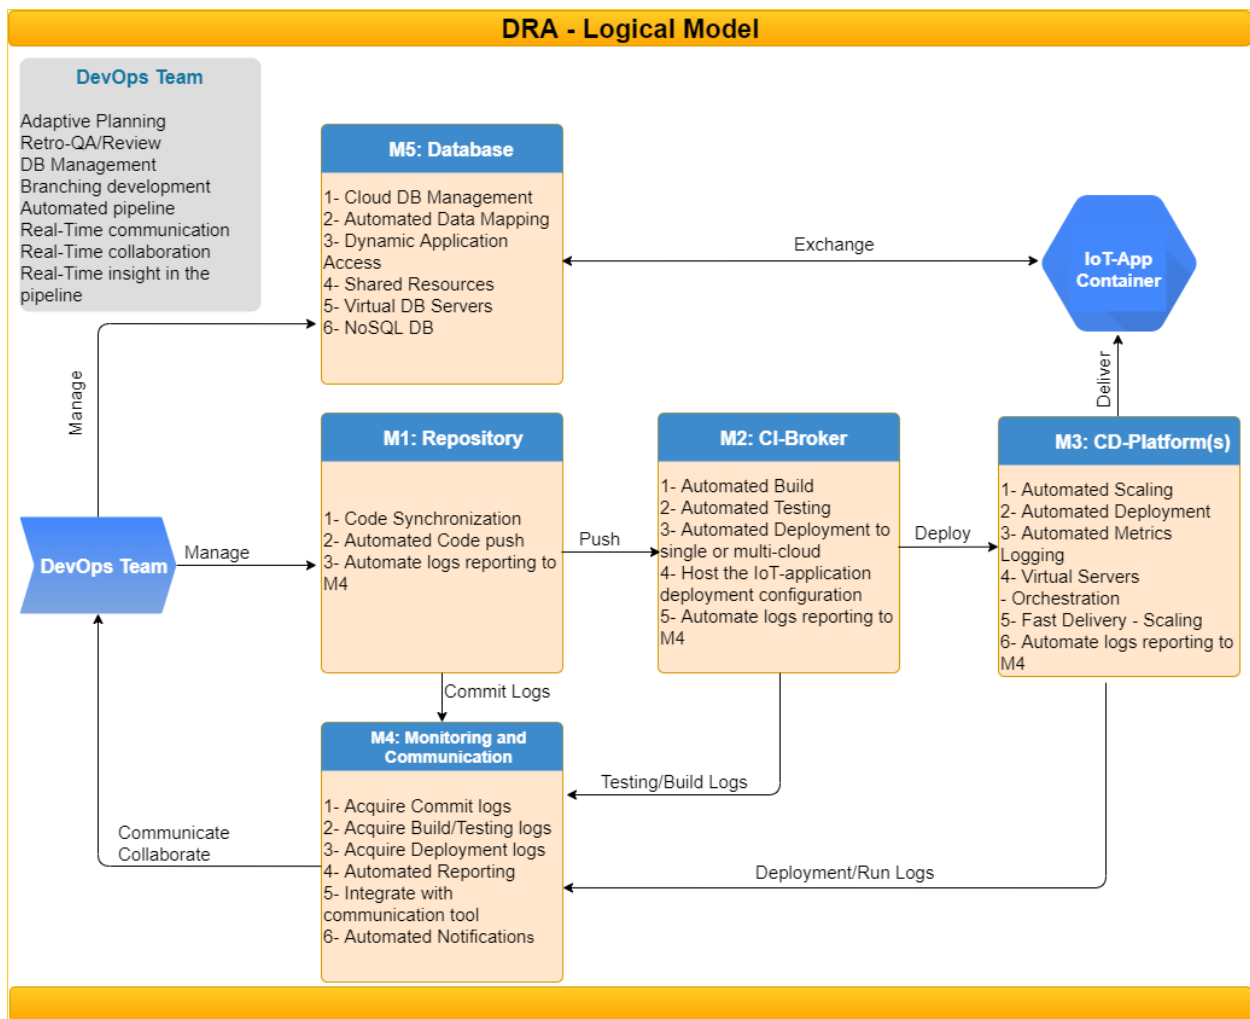 DRA - Logical Model
DevOps Team
Adaptive Planning
Retro-QA/Review
DB Management
Branching development
Automated pipeline
Real-Time communication
Real-Time collaboration
Real-Time insight in the
pipeline
M5: Database
1- Cloud DB Management
2- Automated Data Mapping
3- Dynamic Application
Access
4- Shared Resources
5- Virtual DB Servers
6- NoSQL DB
Exchange
IoT-App
Container
Manage
Deliver
M1: Repository
1- Code Synchronization
2- Automated Code push
3- Automate logs reporting to
M4
M2: CI-Broker
1- Automated Build
2- Automated Testing
3- Automated Deployment to
single or multi-cloud
4- Host the IoT-application
deployment configuration
5- Automate logs reporting to
M4
M3: CD-Platform(s)
1- Automated Scaling
2- Automated Deployment
3- Automated Metrics
Logging
4- Virtual Servers
- Orchestration
5- Fast Delivery - Scaling
6- Automate logs reporting to
M4
DevOps Team
Manage
Push
Deploy
Commit Logs
M4: Monitoring and
Communication
1- Acquire Commit logs
2- Acquire Build/Testing logs
3- Acquire Deployment logs
4- Automated Reporting
5- Integrate with
communication tool
6- Automated Notifications
Testing/Build Logs
Communicate
Collaborate
Deployment/Run Logs